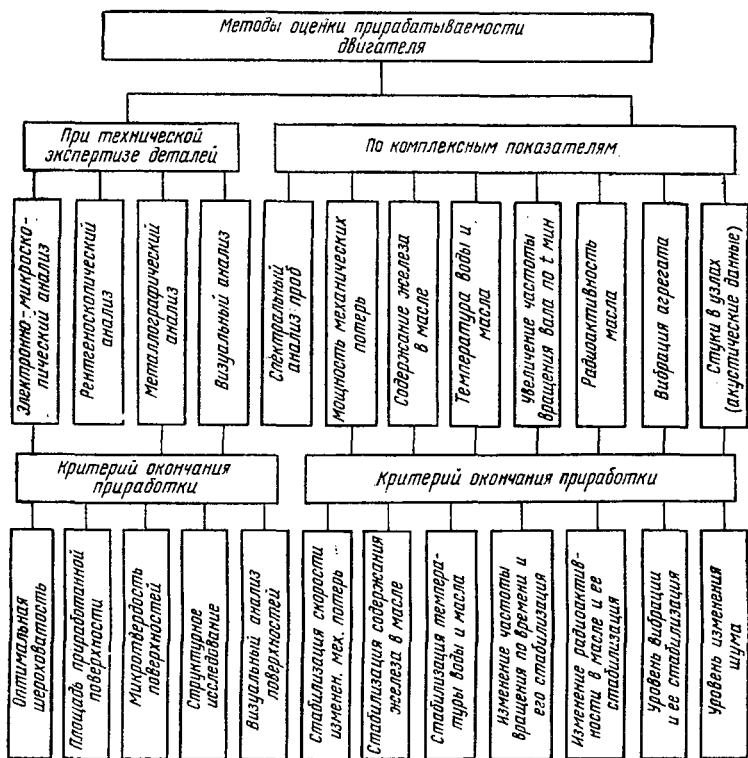 Методы оценки прирабатываемости
двигателя
При технической
экспертизе деталей
По комплексным показателям
Электронно-микроско-
пический анализ
Рентгеноскопический
анализ
Металлографический
анализ
Визуальный анализ
Спектральный
анализ проб
Мощность механических
потерь
Содержание железа
в масле
Температура воды и
масла
Увеличение частоты
вращения вала по t мин
Радиоактивность
масла
Вибрация агрегата
Стуки в узлах
(акустические данные)
Критерий окончания
приработки
Критерий окончания приработки
Оптимальная
шероховатость
Площадь приработанной
поверхности
Микротвердость
поверхностей
Структурное
исследование
Визуальный анализ
поверхностей
Стабилизация скорости
изменен. мех. потерь
Стабилизация содержания
железа в масле
Стабилизация темпера-
туры воды и масла
Изменение частоты
вращения по времени и
его стабилизация
Изменение радиоактив-
ности в масле и ее
стабилизация
Уровень вибрации
и ее стабилизация
Уровень изменения
шума